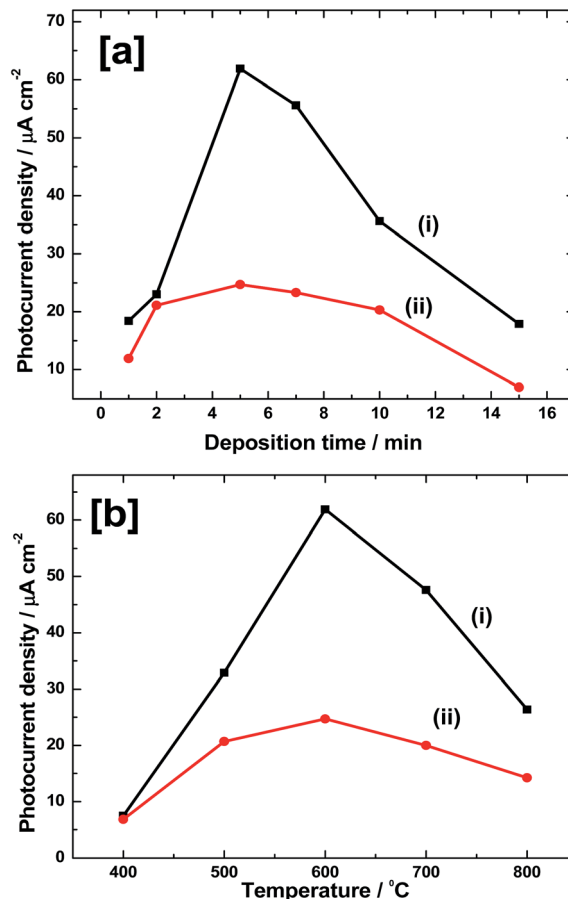 [a]
70
60
50
40
30
20
10
Photocurrent density / μA cm⁻²
(i)
(ii)
0 2 4 6 8 10 12 14 16
Deposition time / min
[b]
60
50
40
30
20
10
0
Photocurrent density / μA cm⁻²
(i)
(ii)
400 500 600 700 800
Temperature / ⁰C